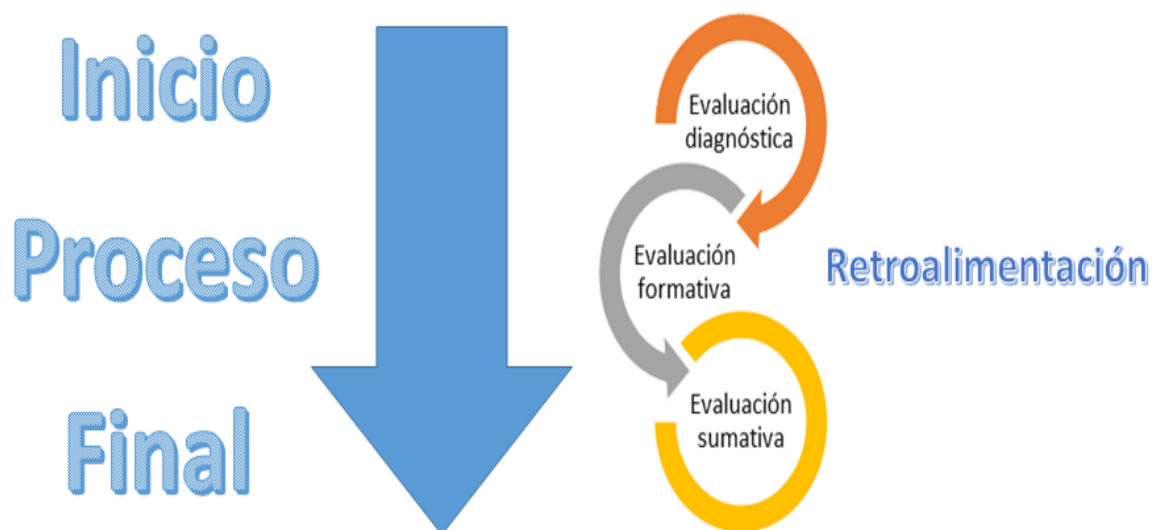 Inicio
Evaluación
diagnóstica
Proceso
Evaluación
formativa
Retroalimentación
Final
Evaluación
sumativa